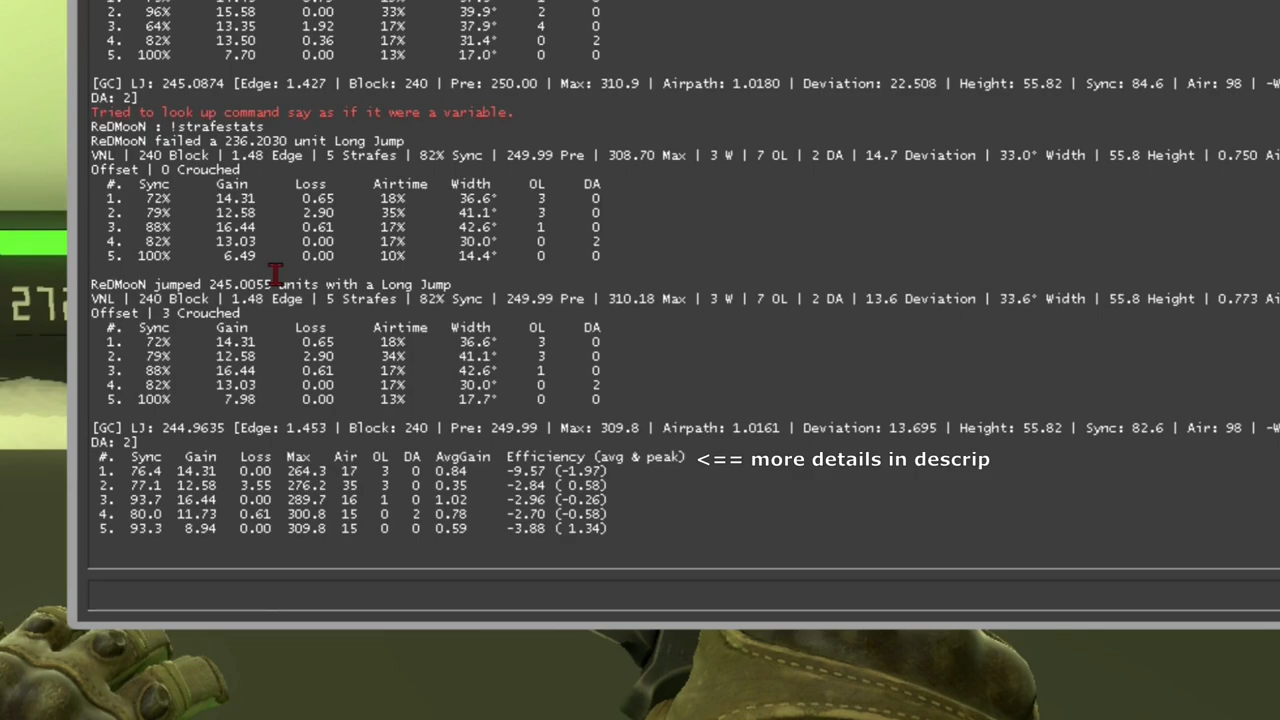 2. 96% 15.58 0.00 33% 39.9° 2 0
3. 64% 13.35 1.92 17% 37.9° 4 0
4. 82% 13.50 0.36 17% 31.4° 0 2
5. 100% 7.70 0.00 13% 17.0° 0 0
[GC] LJ: 245.0874 [Edge: 1.427 | Block: 240 | Pre: 250.00 | Max: 310.9 | Airpath: 1.0180 | Deviation: 22.508 | Height: 55.82 | Sync: 84.6 | Air: 98 | -W
DA: 2]
Tried to look up command say as if it were a variable.
ReDMooN : !strafestats
ReDMooN failed a 236.2030 unit Long Jump
VNL | 240 Block | 1.48 Edge | 5 Strafes | 82% Sync | 249.99 Pre | 308.70 Max | 3 W | 7 OL | 2 DA | 14.7 Deviation | 33.0° Width | 55.8 Height | 0.750 Ai
Offset | 0 Crouched
#. Sync Gain Loss Airtime Width OL DA
1. 72% 14.31 0.65 18% 36.6° 3 0
2. 79% 12.58 2.90 35% 41.1° 3 0
3. 88% 16.44 0.61 17% 42.6° 1 0
4. 82% 13.03 0.00 17% 30.0° 0 2
5. 100% 6.49 0.00 10% 14.4° 0 0
ReDMooN jumped 245.0055 units with a Long Jump
VNL | 240 Block | 1.48 Edge | 5 Strafes | 82% Sync | 249.99 Pre | 310.18 Max | 3 W | 7 OL | 2 DA | 13.6 Deviation | 33.6° Width | 55.8 Height | 0.773 Ai
Offset | 3 Crouched
#. Sync Gain Loss Airtime Width OL DA
1. 72% 14.31 0.65 18% 36.6° 3 0
2. 79% 12.58 2.90 34% 41.1° 3 0
3. 88% 16.44 0.61 17% 42.6° 1 0
4. 82% 13.03 0.00 17% 30.0° 0 2
5. 100% 7.98 0.00 13% 17.7° 0 0
[GC] LJ: 244.9635 [Edge: 1.453 | Block: 240 | Pre: 249.99 | Max: 309.8 | Airpath: 1.0161 | Deviation: 13.695 | Height: 55.82 | Sync: 82.6 | Air: 98 | -W
DA: 2]
#. Sync Gain Loss Max Air OL DA AvgGain Efficiency (avg & peak) <== more details in descrip
1. 76.4 14.31 0.00 264.3 17 3 0 0.84 -9.57 (-1.97)
2. 77.1 12.58 3.55 276.2 35 3 0 0.35 -2.84 ( 0.58)
3. 93.7 16.44 0.00 289.7 16 1 0 1.02 -2.96 (-0.26)
4. 80.0 11.73 0.61 300.8 15 0 2 0.78 -2.70 (-0.58)
5. 93.3 8.94 0.00 309.8 15 0 0 0.59 -3.88 ( 1.34)